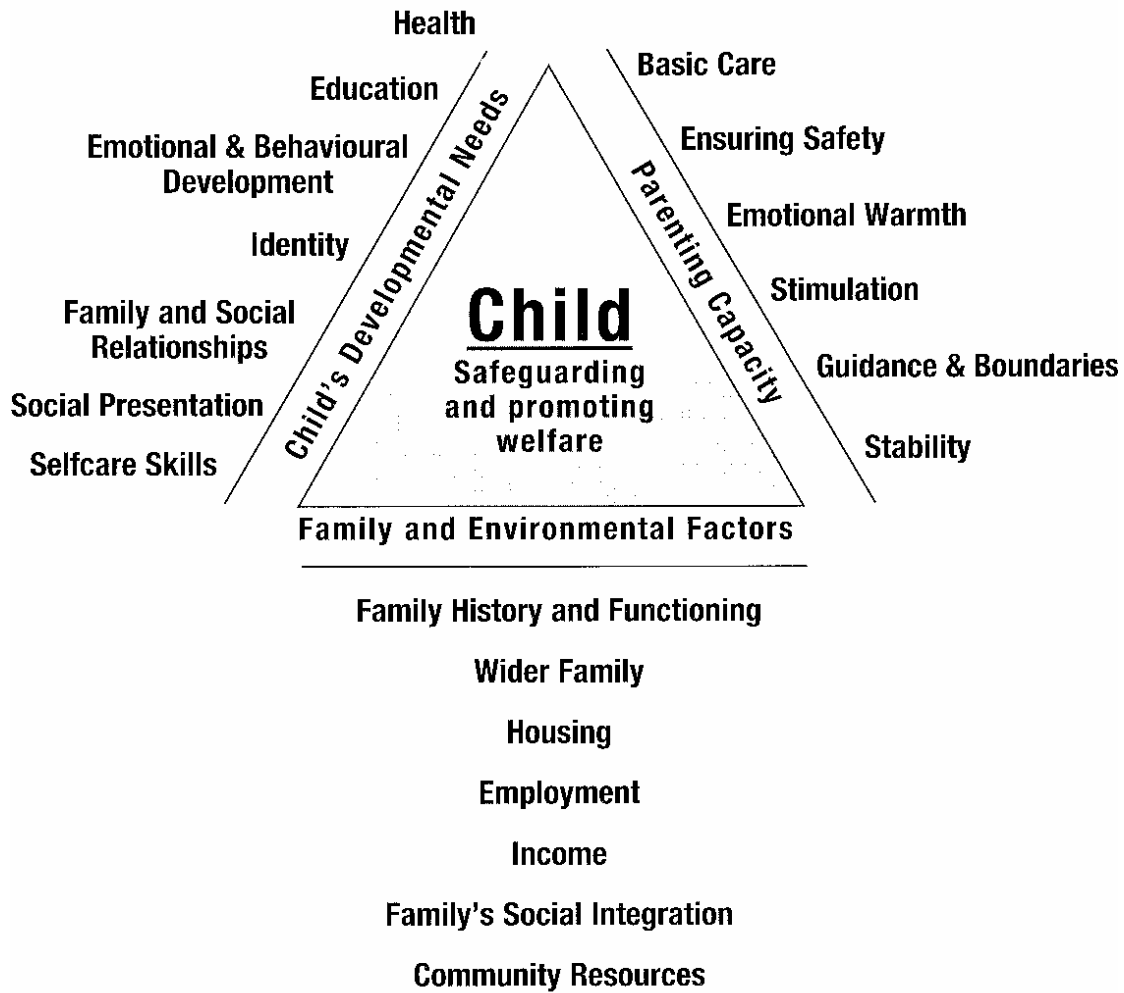 Health
Education
Emotional & Behavioural
Development
Identity
Family and Social
Relationships
Social Presentation
Selfcare Skills
Child's Developmental Needs
Basic Care
Ensuring Safety
Emotional Warmth
Stimulation
Guidance & Boundaries
Stability
Parenting Capacity
Child
Safeguarding
and promoting
welfare
Family and Environmental Factors
Family History and Functioning
Wider Family
Housing
Employment
Income
Family's Social Integration
Community Resources